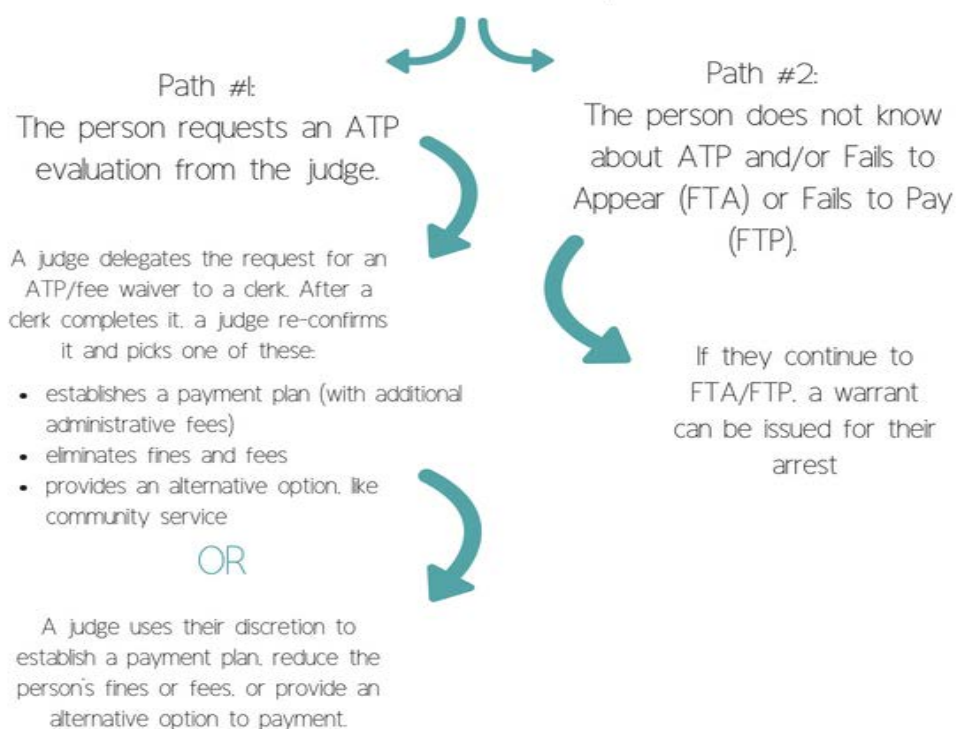 Path #1:
The person requests an ATP
evaluation from the judge.
A judge delegates the request for an
ATP/fee waiver to a clerk. After a
clerk completes it, a judge re-confirms
it and picks one of these:
• establishes a payment plan (with additional
administrative fees)
• eliminates fines and fees
• provides an alternative option, like
community service
OR
A judge uses their discretion to
establish a payment plan, reduce the
person's fines or fees, or provide an
alternative option to payment.
Path #2:
The person does not know
about ATP and/or Fails to
Appear (FTA) or Fails to Pay
(FTP).
If they continue to
FTA/FTP, a warrant
can be issued for their
arrest